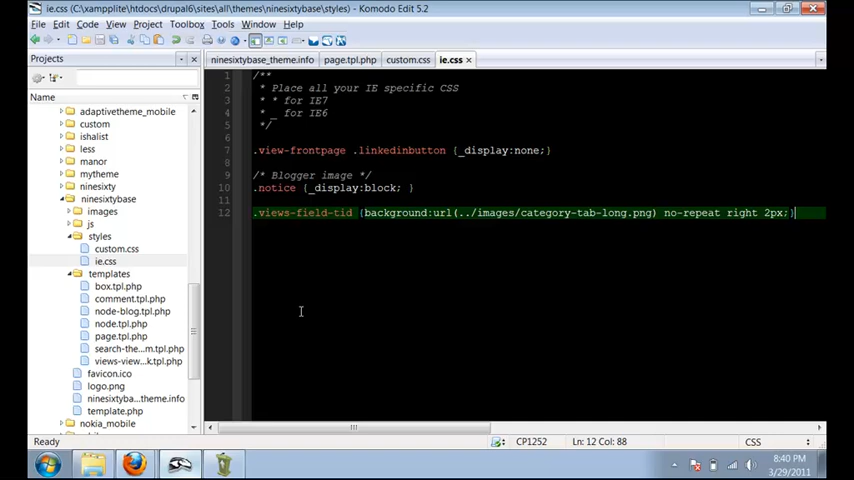 ie.css (C:\xampplite\htdocs\drupal6\sites\all\themes\ninesixtybase\styles) - Komodo Edit 5.2
File Edit Code View Project Toolbox Tools Window Help
Projects
ninesixtybase_theme.info page.tpl.php custom.css ie.css
Name
adaptivetheme_mobile
custom
ishalist
less
manor
mytheme
ninesixty
ninesixtybase
images
js
styles
custom.css
ie.css
templates
box.tpl.php
comment.tpl.php
node-blog.tpl.php
node.tpl.php
page.tpl.php
search-the...m.tpl.php
views-view...k.tpl.php
favicon.ico
logo.png
ninesixtybase...theme.info
template.php
nokia_mobile
1 /**
2 * Place all your IE specific CSS
3 * * for IE7
4 * _ for IE6
5 */
6
7 .view-frontpage .linkedinbutton {_display:none;}
8
9 /* Blogger image */
10 .notice {_display:block; }
11
12 .views-field-tid {background:url(../images/category-tab-long.png) no-repeat right 2px;}
Ready CP1252 Ln: 12 Col: 88 CSS
8:40 PM
3/29/2011